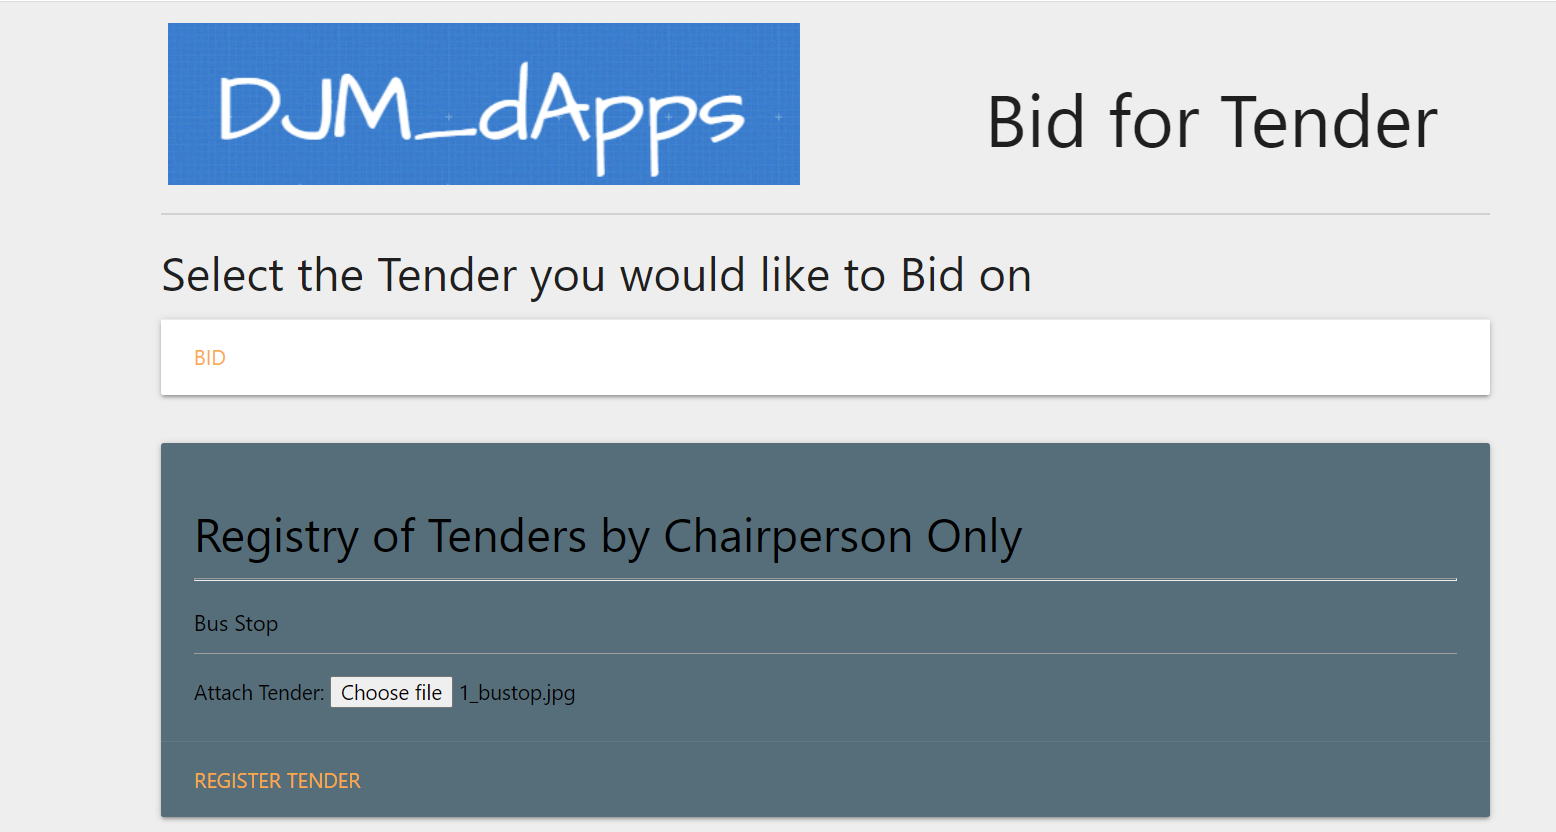 DJM_dApps
Bid for Tender
Select the Tender you would like to Bid on
BID
Registry of Tenders by Chairperson Only
Bus Stop
Attach Tender: Choose file 1_bustop.jpg
REGISTER TENDER